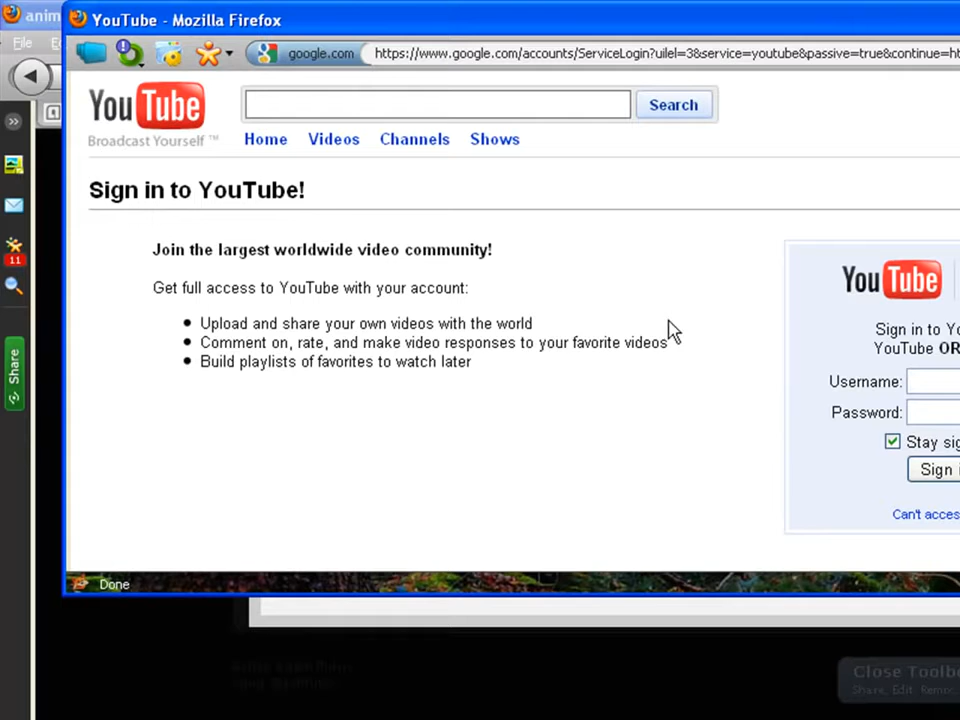 anim
YouTube - Mozilla Firefox
File
google.com
https://www.google.com/accounts/ServiceLogin?uilel=3&service=youtube&passive=true&continue=ht
YouTube
Search
Broadcast Yourself ™
Home Videos Channels Shows
Sign in to YouTube!
Join the largest worldwide video community!
Get full access to YouTube with your account:
• Upload and share your own videos with the world
• Comment on, rate, and make video responses to your favorite videos
• Build playlists of favorites to watch later
YouTube
Sign in to Yo
YouTube OR
Username:
Password:
Stay sig
Sign i
Can't acces
11
Share
Done
Close Toolbo
Share, Edit, Remov